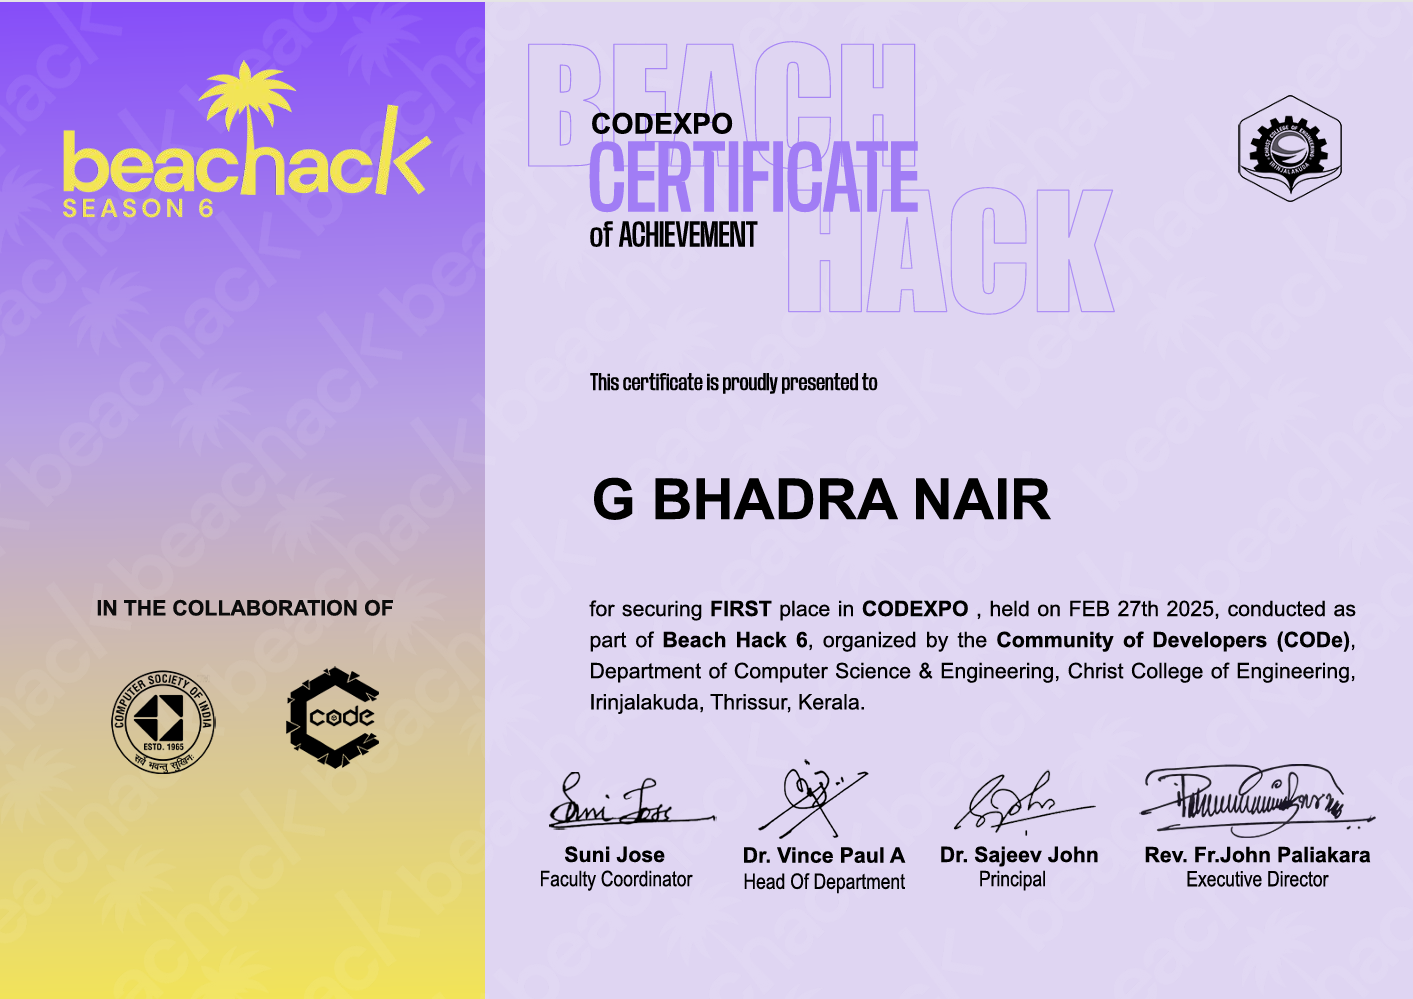 beachack
SEASON 6
BEACH
HACK
CODEXPO
CERTIFICATE
of ACHIEVEMENT
CHRIST COLLEGE OF ENGINEERING
IRINJALAKUDA
This certificate is proudly presented to
G BHADRA NAIR
IN THE COLLABORATION OF
for securing FIRST place in CODEXPO , held on FEB 27th 2025, conducted as
part of Beach Hack 6, organized by the Community of Developers (CODe),
Department of Computer Science & Engineering, Christ College of Engineering,
Irinjalakuda, Thrissur, Kerala.
COMPUTER SOCIETY OF INDIA
ESTD. 1965
सर्वे भवन्तु सुखिनः
code
Suni Jose
Suni Jose
Faculty Coordinator
Dr. Vince Paul A
Head Of Department
Dr. Sajeev John
Principal
Rev. Fr.John Paliakara
Executive Director